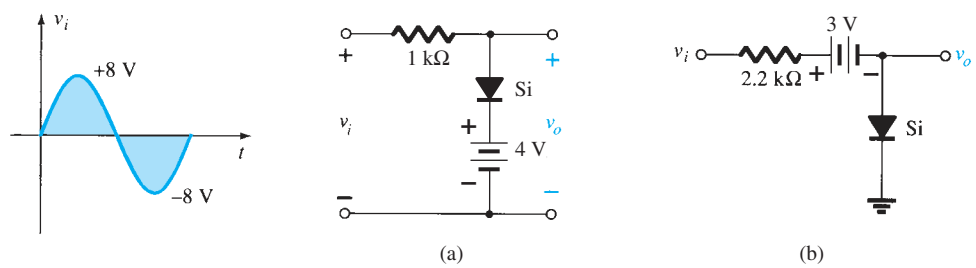 v_i
+8 V
t
−8 V
+
1 kΩ
+
Si
v_i
+
v_o
4 V
−
−
−
(a)
3 V
v_i
v_o
2.2 kΩ
+
−
Si
(b)